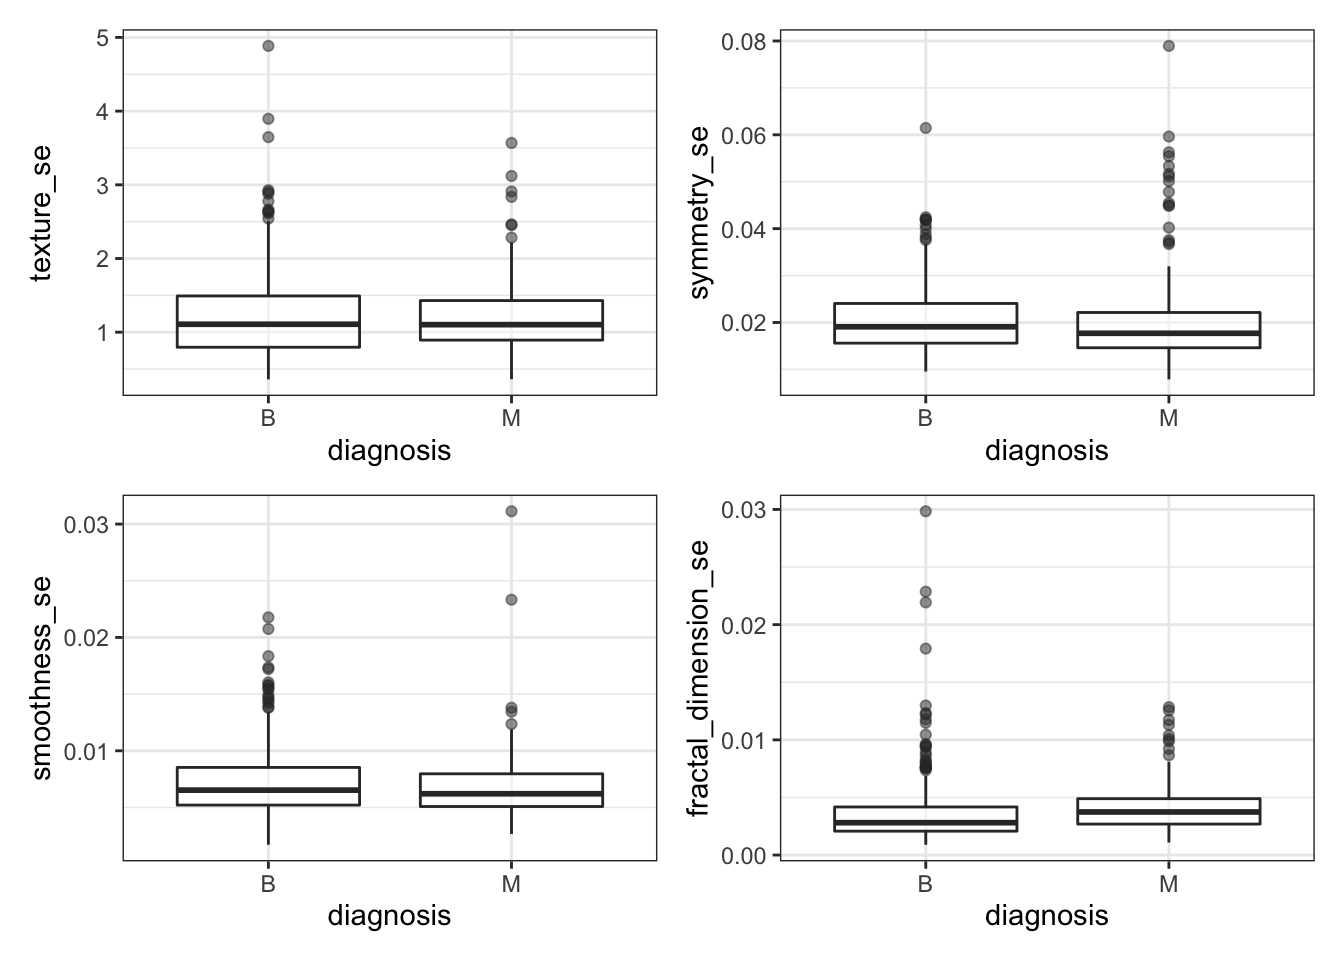 texture_se
5
4
3
2
1
B M
diagnosis
symmetry_se
0.08
0.06
0.04
0.02
B M
diagnosis
smoothness_se
0.03
0.02
0.01
B M
diagnosis
fractal_dimension_se
0.03
0.02
0.01
0.00
B M
diagnosis